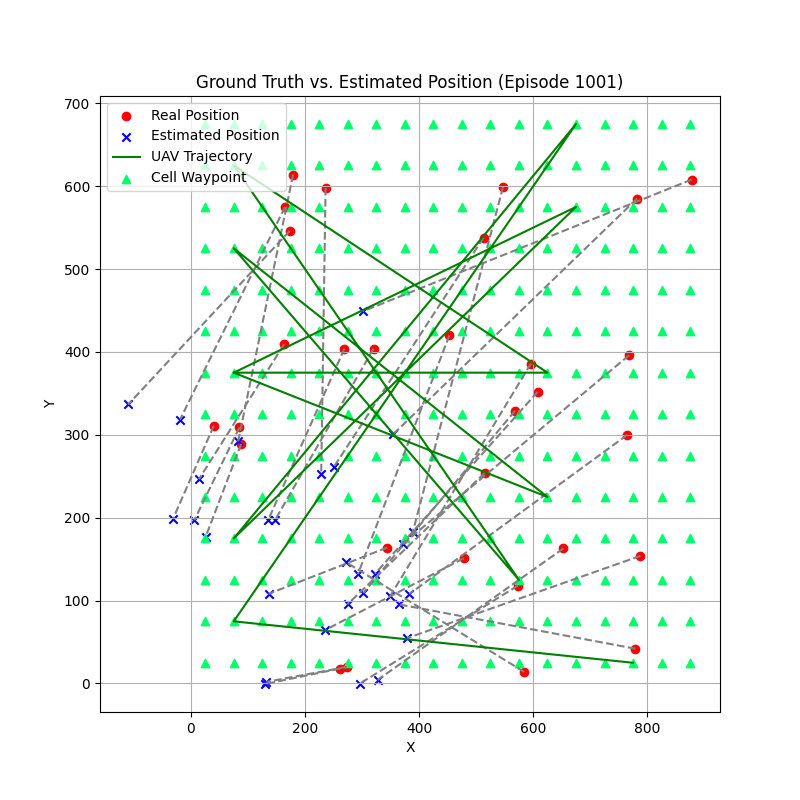 Ground Truth vs. Estimated Position (Episode 1001)
Real Position
Estimated Position
UAV Trajectory
Cell Waypoint
700
600
500
400
300
200
100
0
Y
0 200 400 600 800
X